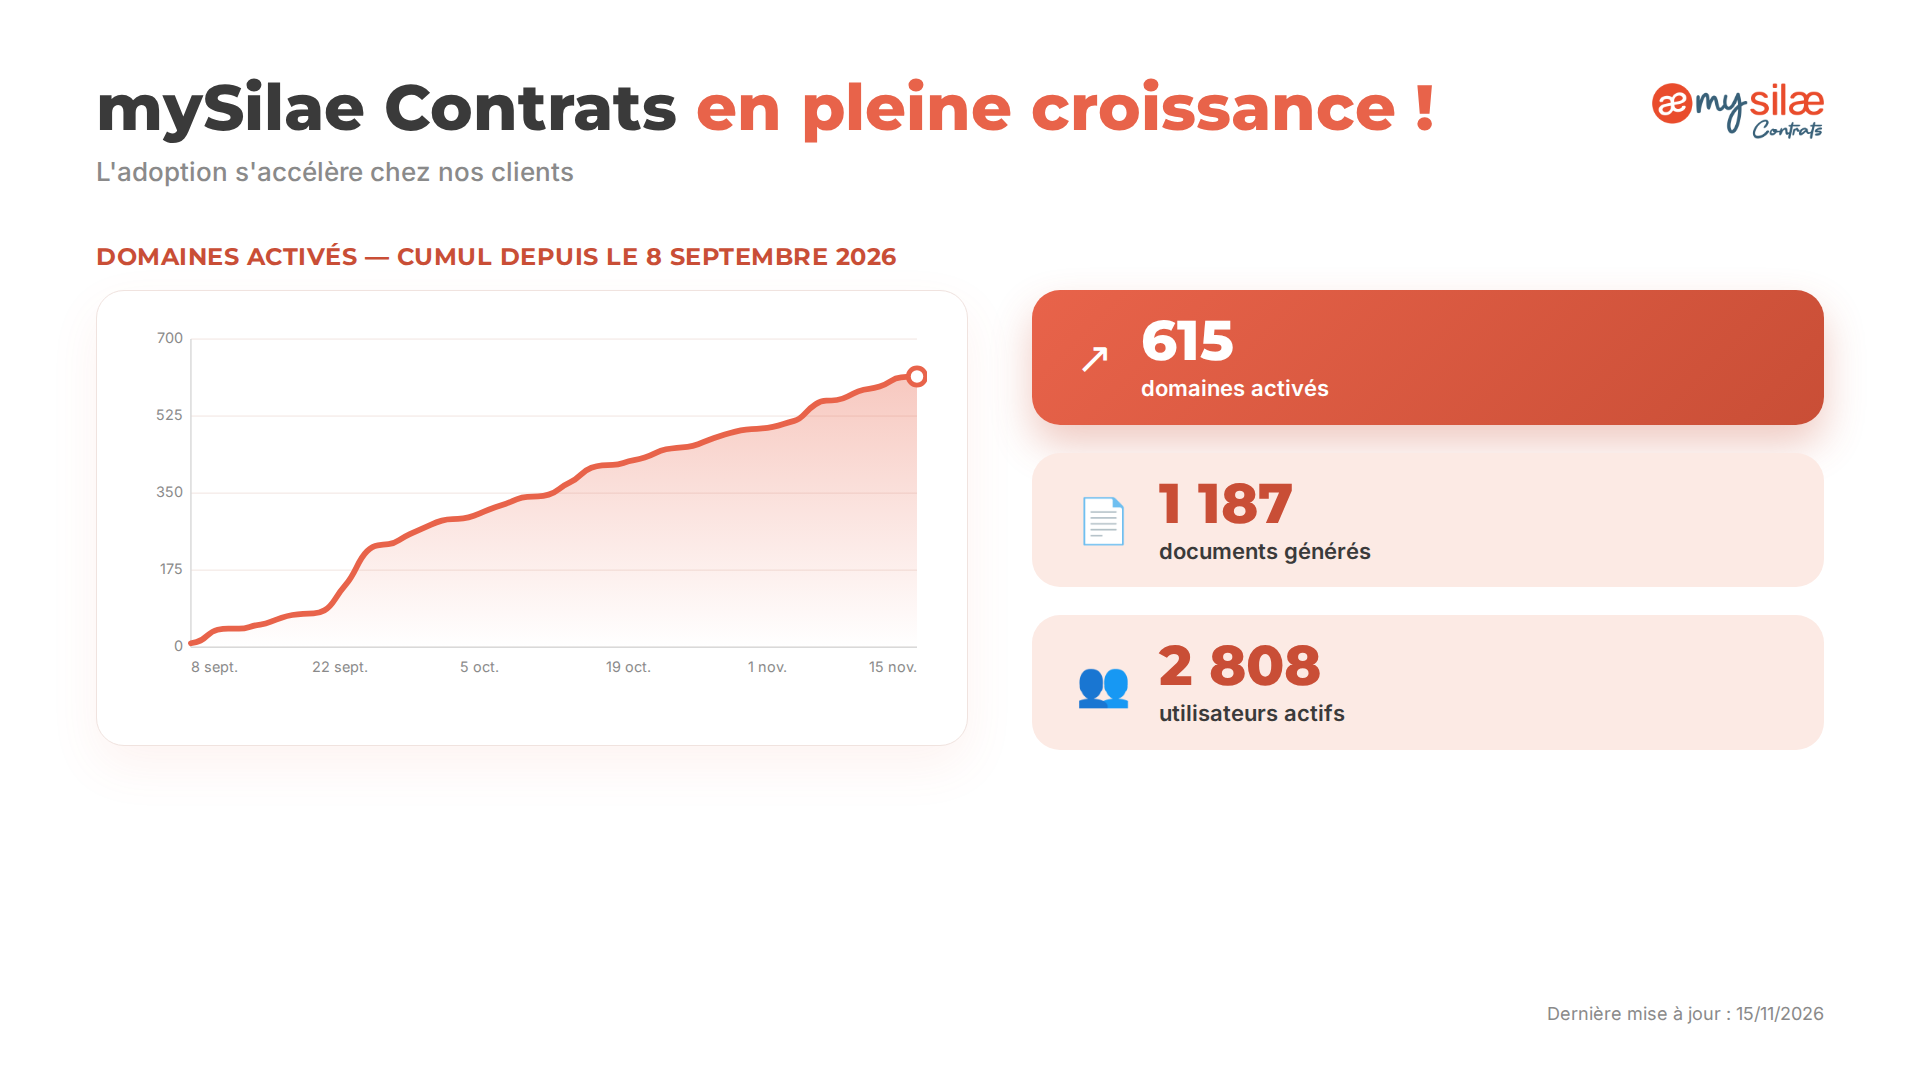 mySilae Contrats en pleine croissance !
L'adoption s'accélère chez nos clients
æ my silæ
Contrats
DOMAINES ACTIVÉS — CUMUL DEPUIS LE 8 SEPTEMBRE 2026
700
525
350
175
0
8 sept. 22 sept. 5 oct. 19 oct. 1 nov. 15 nov.
615
domaines activés
1 187
documents générés
2 808
utilisateurs actifs
Dernière mise à jour : 15/11/2026